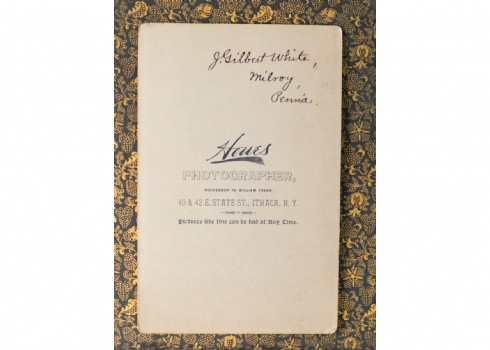 J. Gilbert White,
Milroy,
Penn'a.
Howes
PHOTOGRAPHER,
SUCCESSOR TO WILLIAM FREAR.
40 & 42 E. STATE ST., ITHACA, N. Y.
Pictures like this can be had at Any Time.